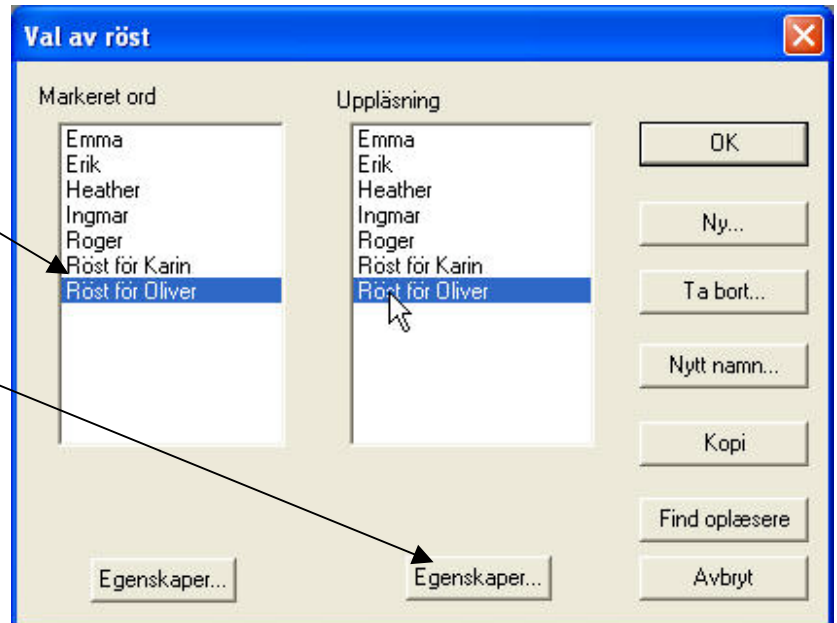 Val av röst
Markeret ord
Emma
Erik
Heather
Ingmar
Roger
Röst för Karin
Röst för Oliver
Egenskaper...
Uppläsning
Emma
Erik
Heather
Ingmar
Roger
Röst för Karin
Röst för Oliver
Egenskaper...
OK
Ny...
Ta bort...
Nytt namn...
Kopi
Find oplæsere
Avbryt